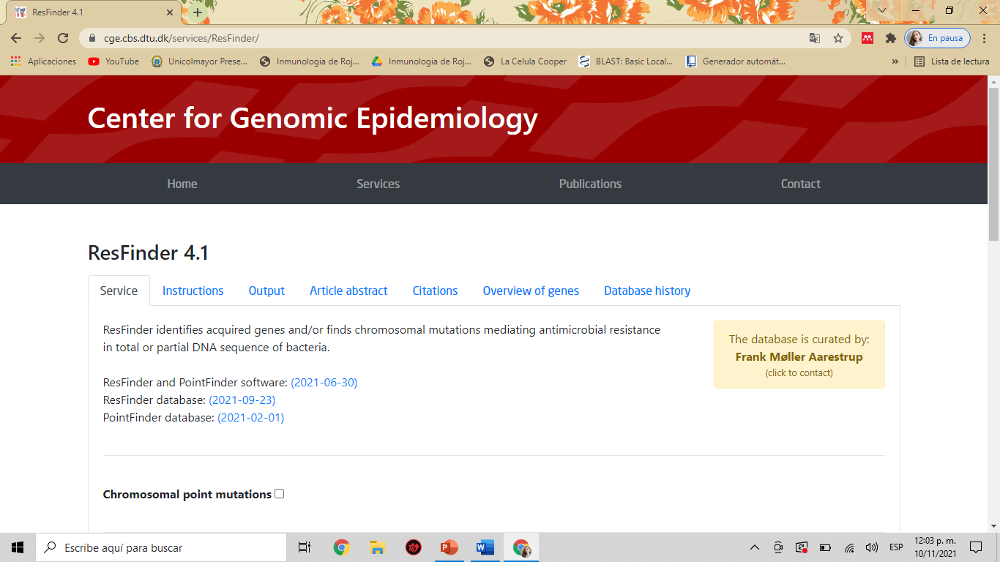 ResFinder 4.1
cge.cbs.dtu.dk/services/ResFinder/
En pausa
Aplicaciones
YouTube
Unicolmayor Prese...
Inmunologia de Roj...
Inmunologia de Roj...
La Celula Cooper
BLAST: Basic Local...
Generador automát...
»
Lista de lectura
Center for Genomic Epidemiology
Home
Services
Publications
Contact
ResFinder 4.1
Service
Instructions
Output
Article abstract
Citations
Overview of genes
Database history
ResFinder identifies acquired genes and/or finds chromosomal mutations mediating antimicrobial resistance
in total or partial DNA sequence of bacteria.
The database is curated by:
Frank Møller Aarestrup
(click to contact)
ResFinder and PointFinder software: (2021-06-30)
ResFinder database: (2021-09-23)
PointFinder database: (2021-02-01)
Chromosomal point mutations
Escribe aquí para buscar
ESP
12:03 p. m.
10/11/2021